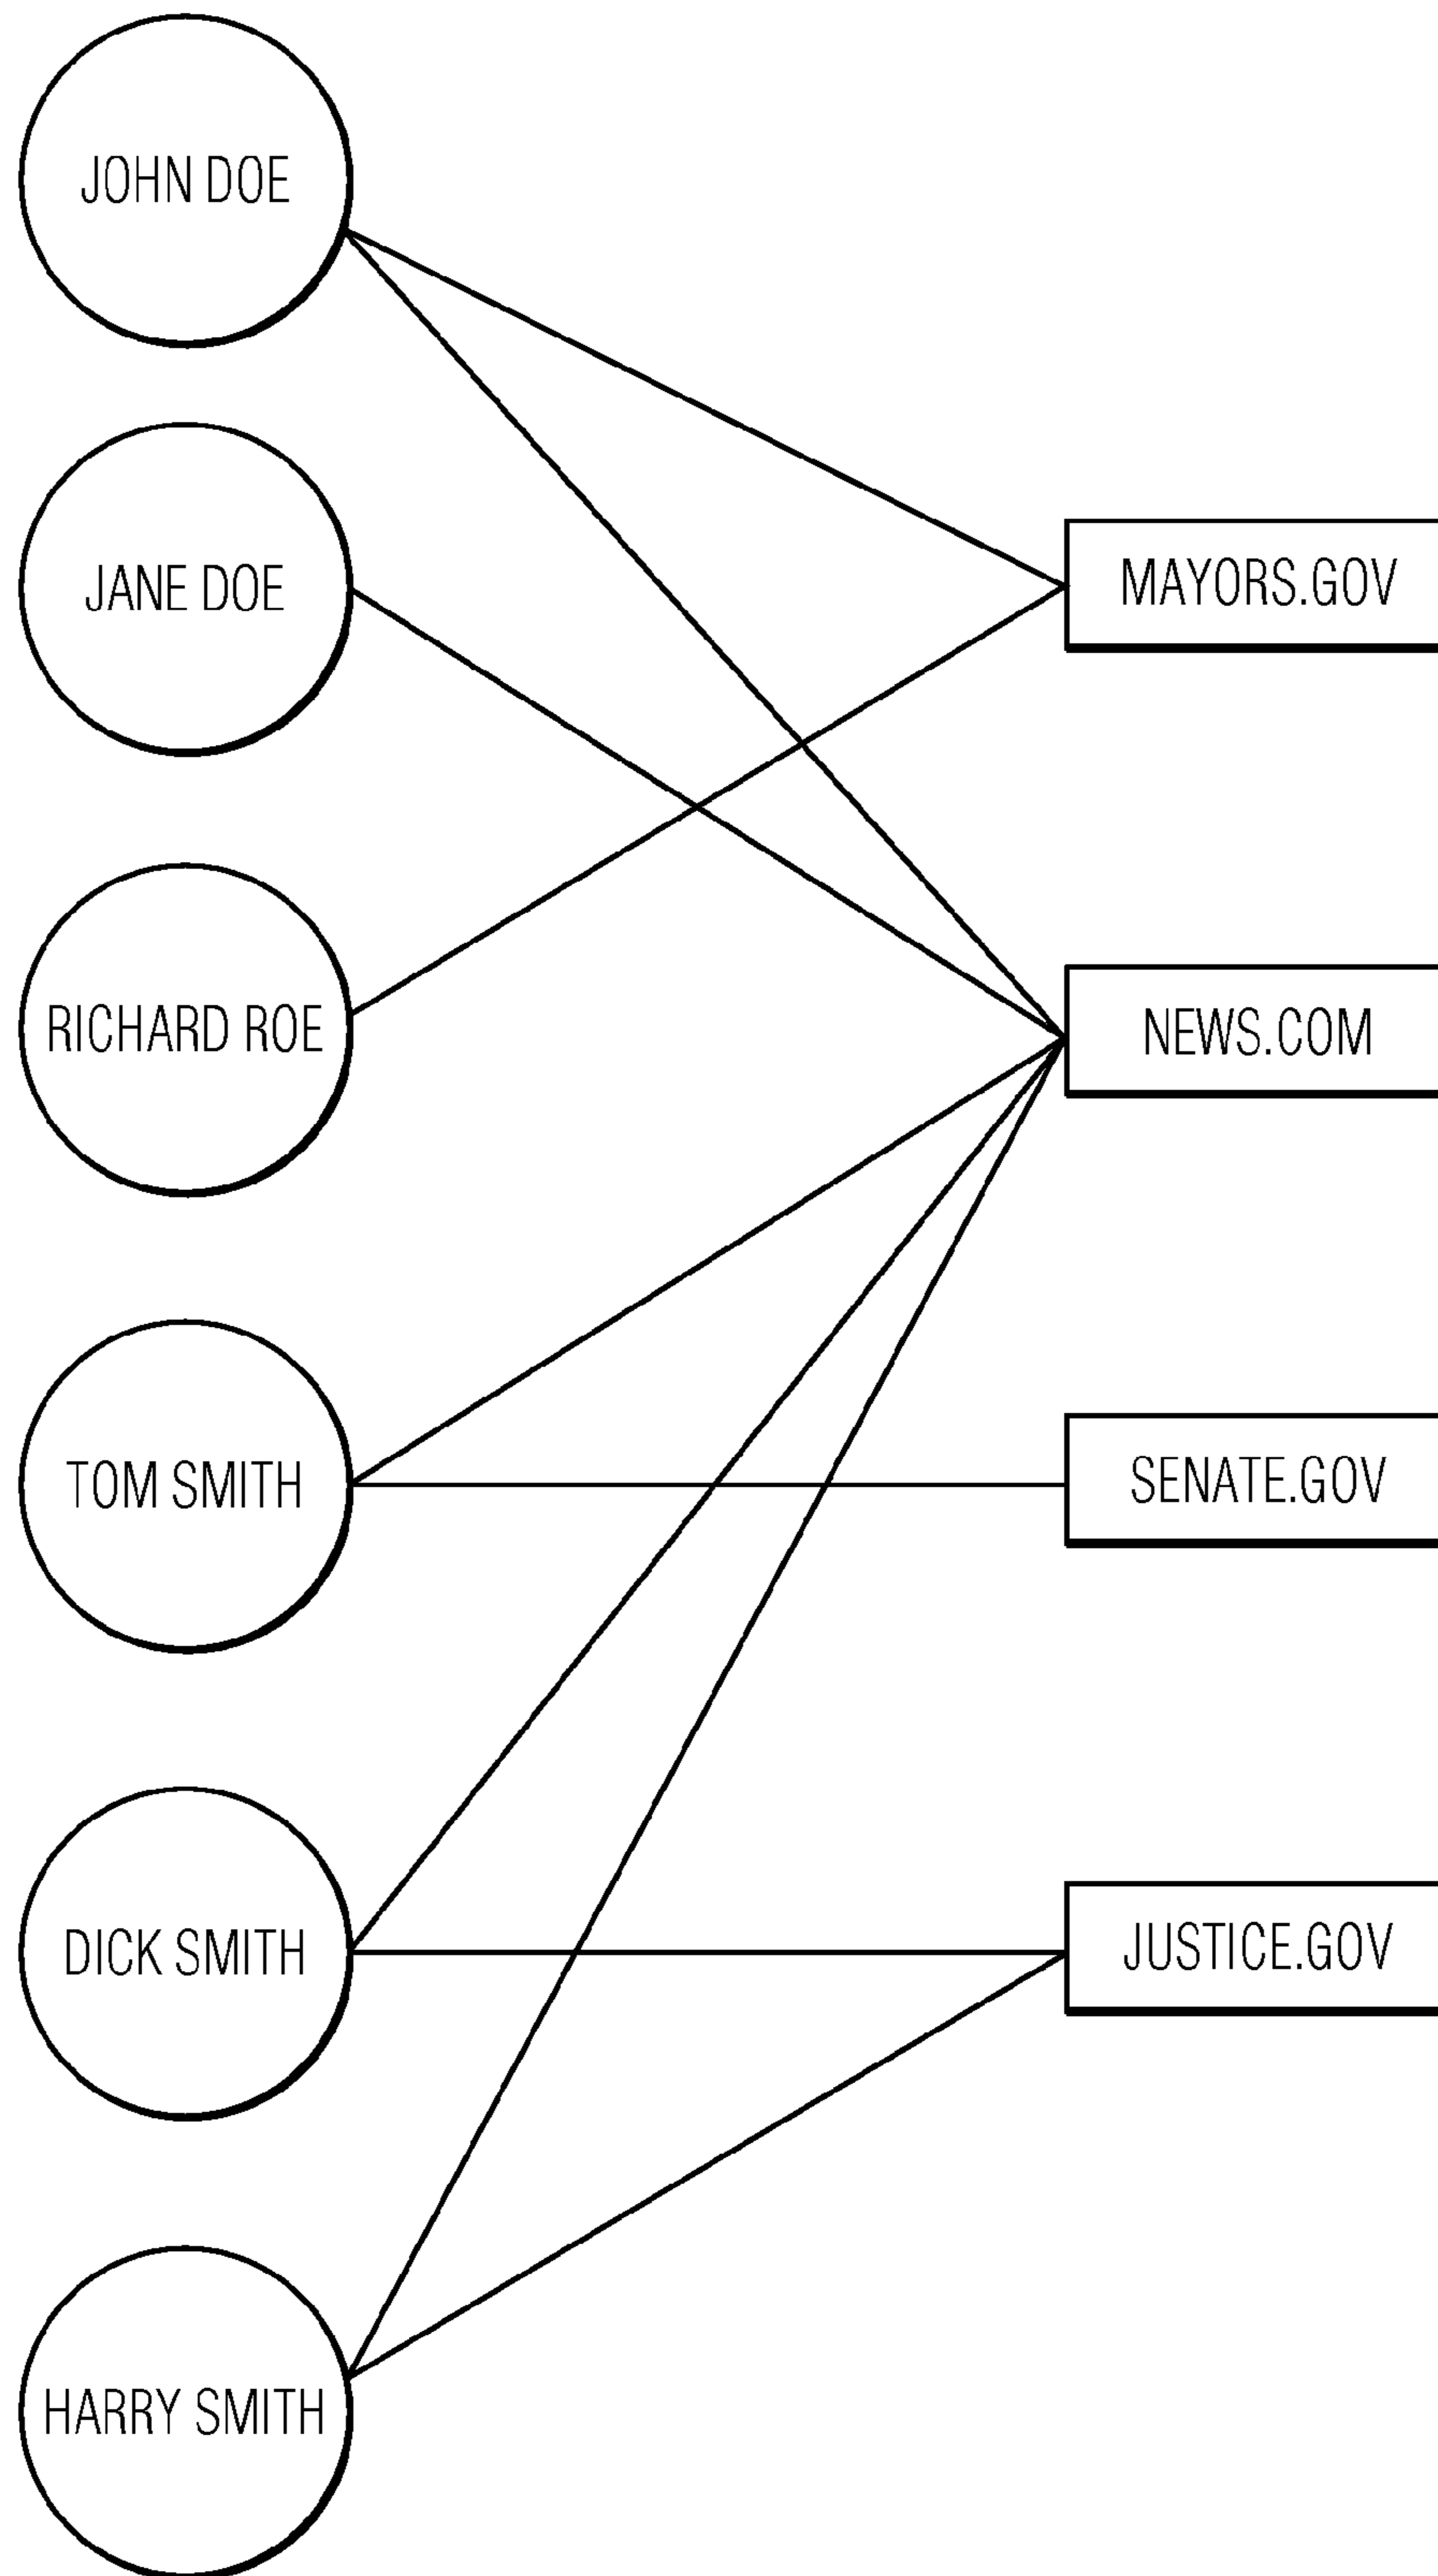 JOHN DOE
JANE DOE
MAYORS.GOV
RICHARD ROE
NEWS.COM
TOM SMITH
SENATE.GOV
DICK SMITH
JUSTICE.GOV
HARRY SMITH